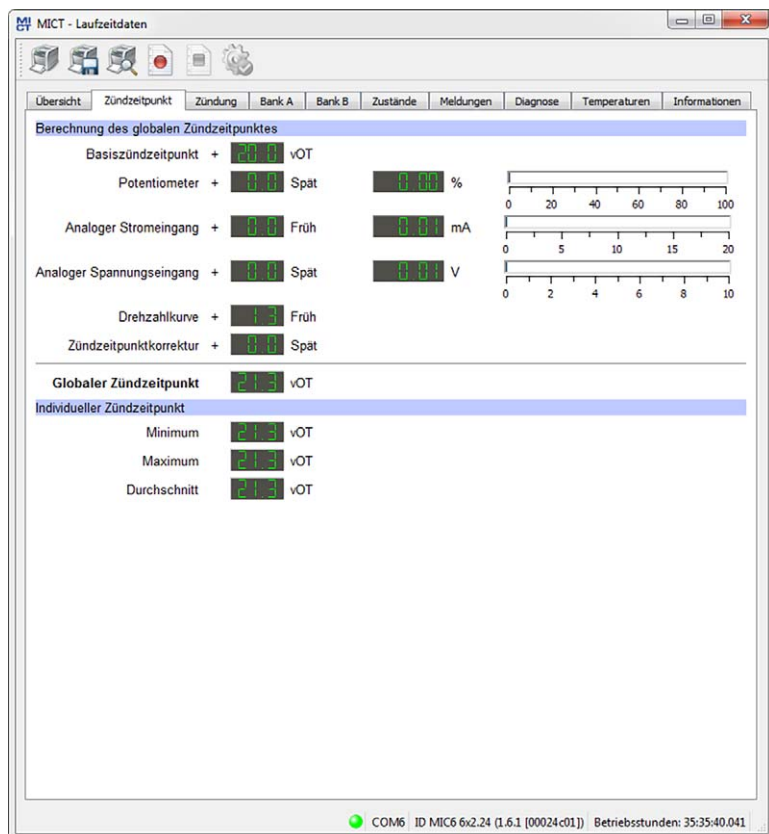 MICT - Laufzeitdaten
Übersicht Zündzeitpunkt Zündung Bank A Bank B Zustände Meldungen Diagnose Temperaturen Informationen
Berechnung des globalen Zündzeitpunktes
Basiszündzeitpunkt + 20.0 vOT
Potentiometer + 0.0 Spät 0.00 %
0 20 40 60 80 100
Analoger Stromeingang + 0.0 Früh 0.01 mA
0 5 10 15 20
Analoger Spannungseingang + 0.0 Spät 0.01 V
0 2 4 6 8 10
Drehzahlkurve + 1.3 Früh
Zündzeitpunktkorrektur + 0.0 Spät
Globaler Zündzeitpunkt 21.3 vOT
Individueller Zündzeitpunkt
Minimum 21.3 vOT
Maximum 21.3 vOT
Durchschnitt 21.3 vOT
COM6 ID MIC6 6x2.24 (1.6.1 [00024c01]) Betriebsstunden: 35:35:40.041